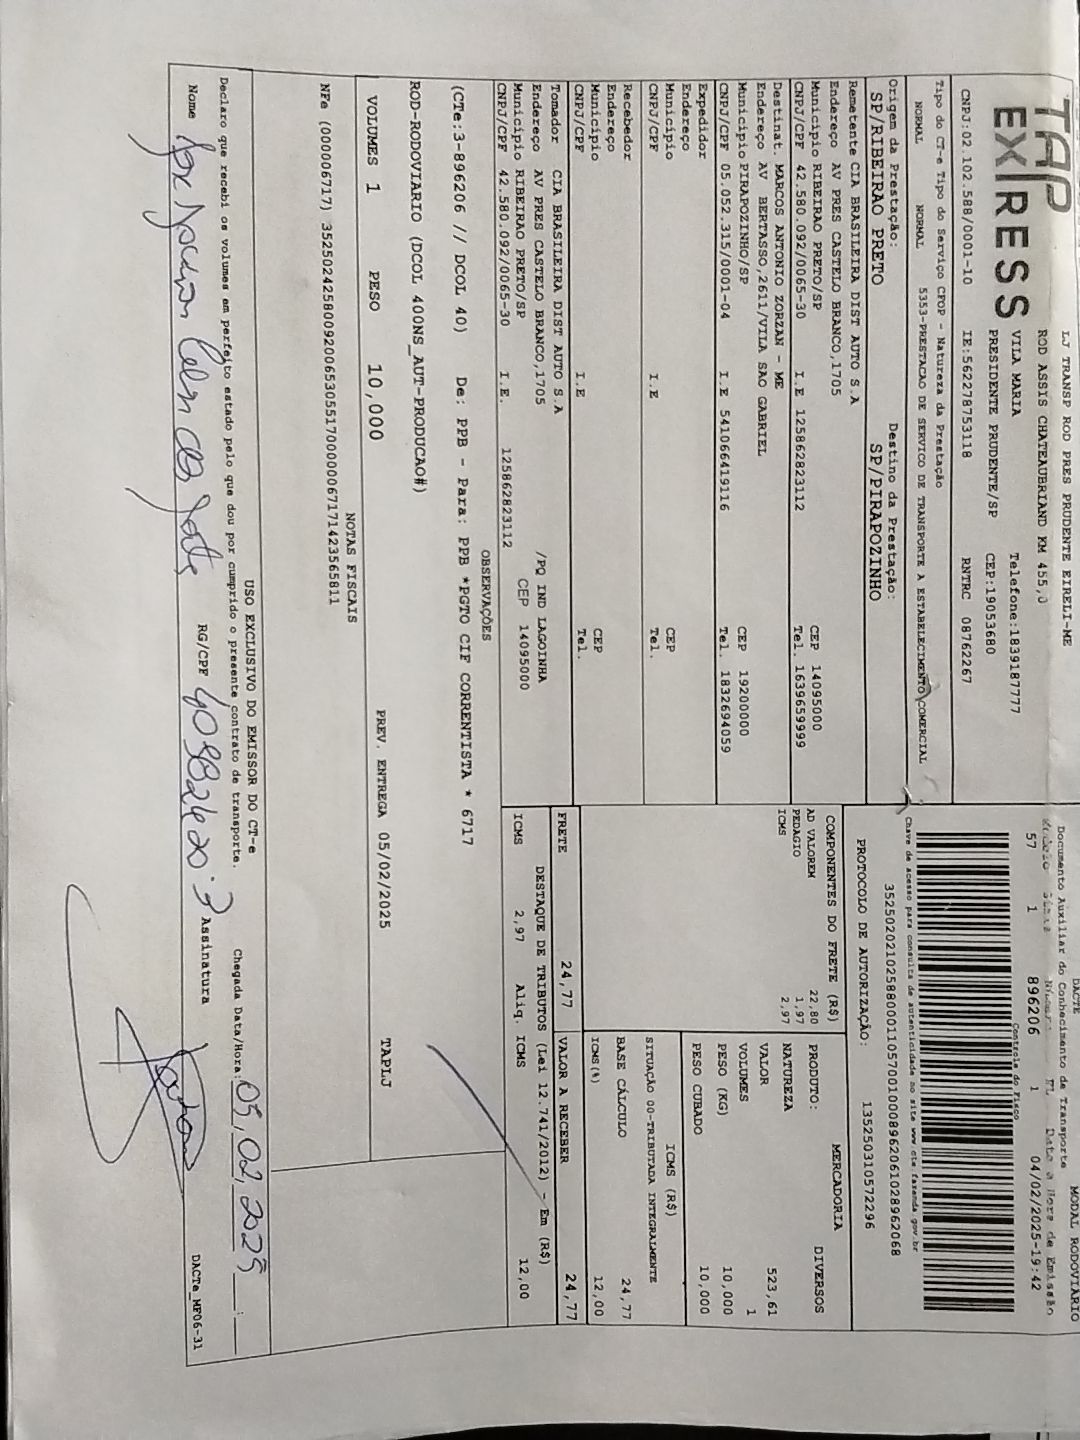 TAP
EXPRESS
LJ TRANSP ROD PRES PRUDENTE EIRELI-ME
ROD ASSIS CHATEAUBRIAND KM 455,0
VILA MARIA Telefone:1839187777
PRESIDENTE PRUDENTE/SP CEP:19053680
CNPJ:02.102.588/0001-10 IE:562278753118 RNTRC 08762267
DACTE MODAL RODOVIÁRIO
Documento Auxiliar do Conhecimento de Transporte
Data e Hora de Emissão
57 1 896206 1 04/02/2025-19:42
Controle do Fisco
Chave de acesso para consulta de autenticidade no site www.cte.fazenda.gov.br
35250202102588000110570010008962061028962068
PROTOCOLO DE AUTORIZAÇÃO: 135250310572296
Tipo do CT-e Tipo do Serviço CFOP - Natureza da Prestação
NORMAL NORMAL 5353-PRESTACAO DE SERVICO DE TRANSPORTE A ESTABELECIMENTO COMERCIAL
Origem da Prestação: Destino da Prestação:
SP/RIBEIRAO PRETO SP/PIRAPOZINHO
Remetente CIA BRASILEIRA DIST AUTO S.A
Endereço AV PRES CASTELO BRANCO,1705
Município RIBEIRAO PRETO/SP CEP 14095000
CNPJ/CPF 42.580.092/0065-30 I.E 125862823112 Tel. 1639659999
Destinat. MARCOS ANTONIO ZORZAN - ME
Endereço AV BERTASSO,2611/VILA SAO GABRIEL
Município PIRAPOZINHO/SP CEP 19200000
CNPJ/CPF 05.052.315/0001-04 I.E 541066419116 Tel. 1832694059
Expedidor
Endereço
Município CEP
CNPJ/CPF I.E Tel.
Recebedor
Endereço
Município CEP
CNPJ/CPF I.E Tel.
Tomador CIA BRASILEIRA DIST AUTO S.A
Endereço AV PRES CASTELO BRANCO,1705 /PQ IND LAGOINHA
Município RIBEIRAO PRETO/SP CEP 14095000
CNPJ/CPF 42.580.092/0065-30 I.E. 125862823112
COMPONENTES DO FRETE (R$)
AD VALOREM 22,80
PEDAGIO 1,97
ICMS 2,97
PRODUTO: MERCADORIA
NATUREZA DIVERSOS
VALOR 523,61
VOLUMES 1
PESO (KG) 10,000
PESO CUBADO 10,000
ICMS (R$)
SITUAÇÃO 00-TRIBUTADA INTEGRALMENTE
BASE CÁLCULO 24,77
ICMS(%) 12,00
FRETE 24,77 VALOR A RECEBER 24,77
DESTAQUE DE TRIBUTOS (Lei 12.741/2012) - Em (R$)
ICMS 2,97 Aliq. ICMS 12,00
OBSERVAÇÕES
(CTe:3-896206 // DCOL 40) De: PPB - Para: PPB *PGTO CIF CORRENTISTA * 6717
ROD-RODOVIARIO (DCOL 400NS_AUT-PRODUCAO#)
VOLUMES 1 PESO 10,000 PREV. ENTREGA 05/02/2025 TAPLJ
NOTAS FISCAIS
NFe (000006717) 35250242580092006530551700000067171423565811
USO EXCLUSIVO DO EMISSOR DO CT-e
Declaro que recebi os volumes em perfeito estado pelo que dou por cumprido o presente contrato de transporte. Chegada Data/Hora: 05/02/2025 :
Nome RG/CPF Assinatura
DACTe_MF06-31